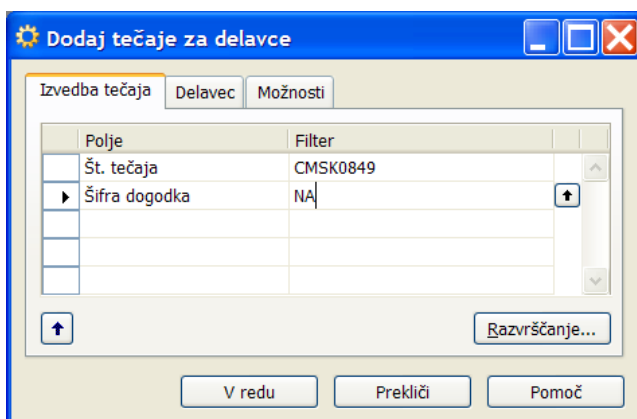 Dodaj tečaje za delavce
Izvedba tečaja Delavec Možnosti
Polje Filter
Št. tečaja CMSK0849
Šifra dogodka NA
Razvrščanje...
V redu Prekliči Pomoč